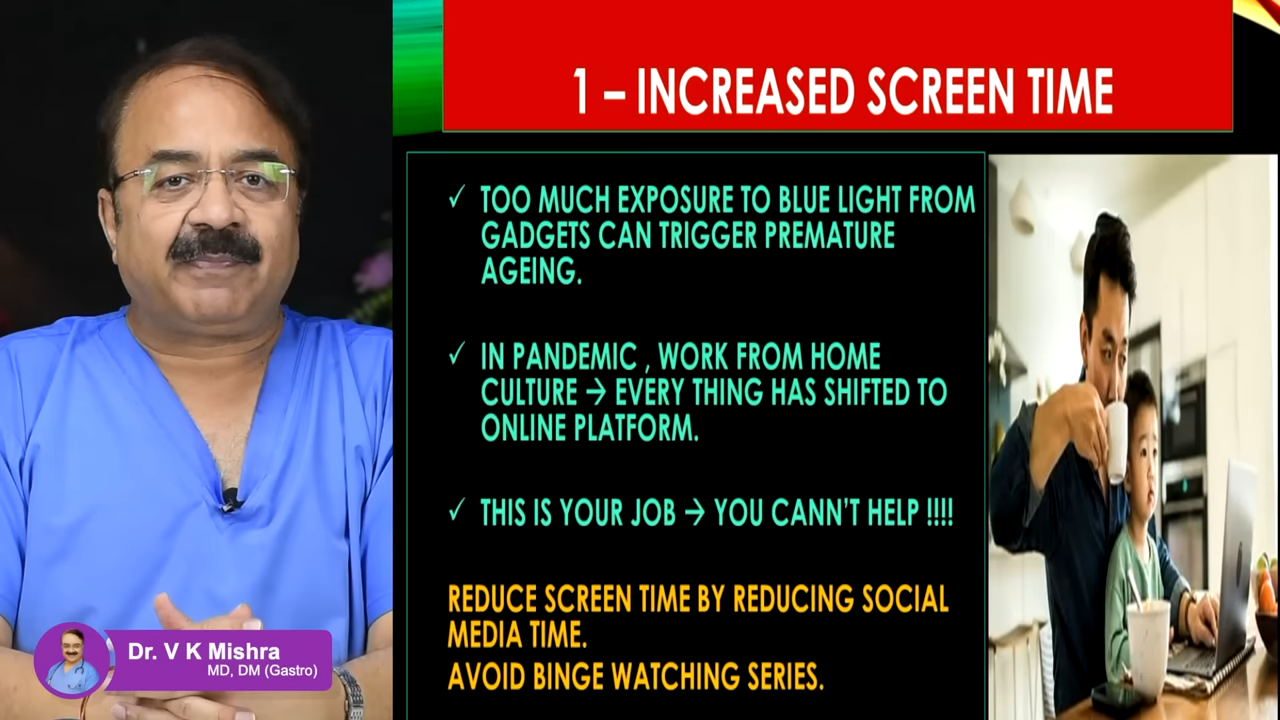 1 – INCREASED SCREEN TIME
✓ TOO MUCH EXPOSURE TO BLUE LIGHT FROM
GADGETS CAN TRIGGER PREMATURE
AGEING.
✓ IN PANDEMIC , WORK FROM HOME
CULTURE → EVERY THING HAS SHIFTED TO
ONLINE PLATFORM.
✓ THIS IS YOUR JOB → YOU CANN'T HELP !!!!
REDUCE SCREEN TIME BY REDUCING SOCIAL
MEDIA TIME.
AVOID BINGE WATCHING SERIES.
Dr. V K Mishra
MD, DM (Gastro)